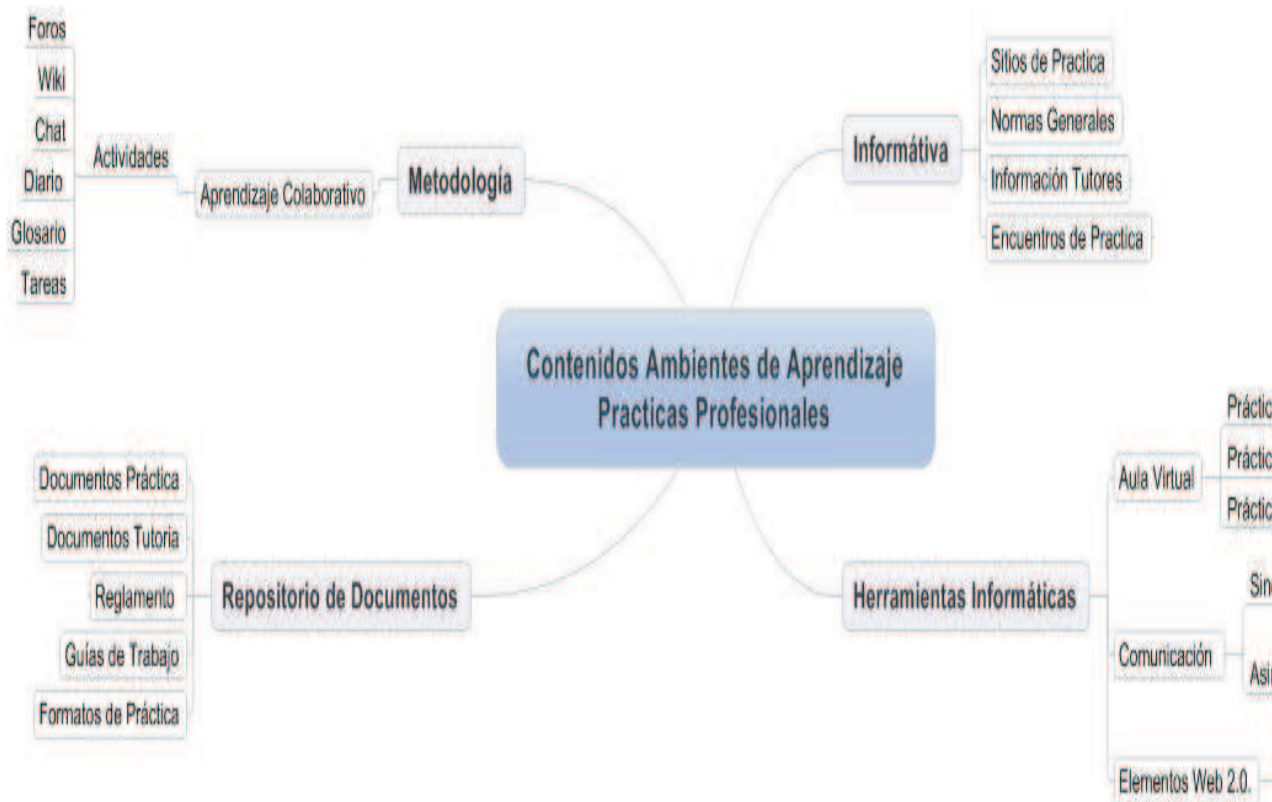 Foros
Wiki
Chat
Diario
Glosario
Tareas
Actividades
Aprendizaje Colaborativo
Metodología
Informátiva
Sitios de Practica
Normas Generales
Información Tutores
Encuentros de Practica
Contenidos Ambientes de Aprendizaje
Practicas Profesionales
Documentos Práctica
Documentos Tutoria
Reglamento
Guías de Trabajo
Formatos de Práctica
Repositorio de Documentos
Herramientas Informáticas
Aula Virtual
Comunicación
Elementos Web 2.0.